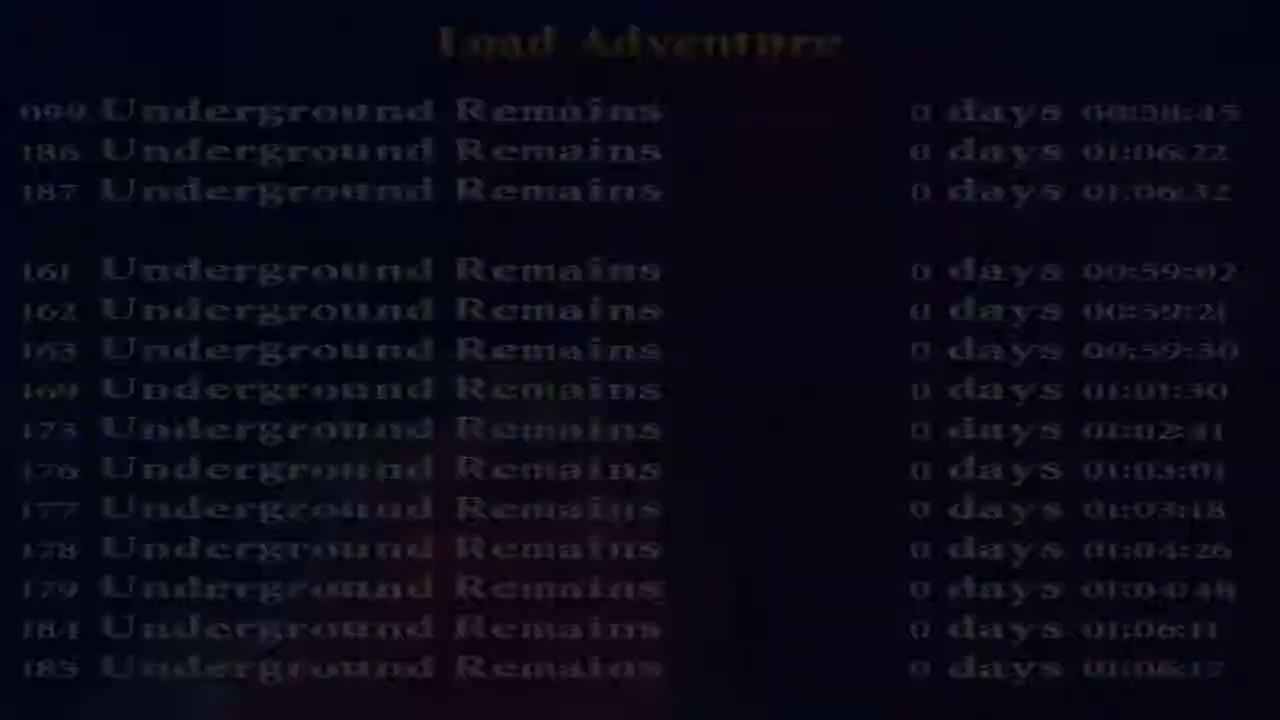 Load Adventure
099 Underground Remains 0 days 00:58:45
186 Underground Remains 0 days 01:06:22
187 Underground Remains 0 days 01:06:32
161 Underground Remains 0 days 00:59:02
162 Underground Remains 0 days 00:59:21
163 Underground Remains 0 days 00:59:30
169 Underground Remains 0 days 01:01:30
175 Underground Remains 0 days 01:02:41
176 Underground Remains 0 days 01:03:01
177 Underground Remains 0 days 01:03:18
178 Underground Remains 0 days 01:04:26
179 Underground Remains 0 days 01:04:48
184 Underground Remains 0 days 01:06:11
185 Underground Remains 0 days 01:06:17